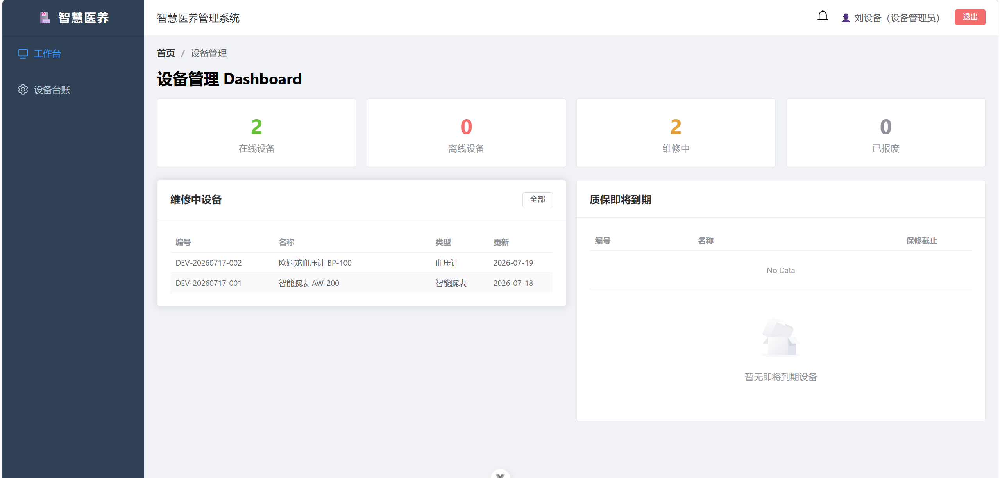 智慧医养
智慧医养管理系统
刘设备（设备管理员）
退出
工作台
设备台账
首页 / 设备管理
设备管理 Dashboard
2
在线设备
0
离线设备
2
维修中
0
已报废
维修中设备
全部
编号 名称 类型 更新
DEV-20260717-002 欧姆龙血压计 BP-100 血压计 2026-07-19
DEV-20260717-001 智能腕表 AW-200 智能腕表 2026-07-18
质保即将到期
编号 名称 保修截止
No Data
暂无即将到期设备